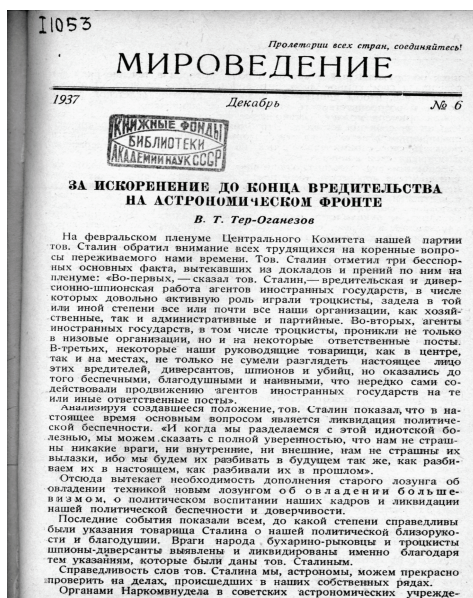 I1053
Пролетарии всех стран, соединяйтесь!
МИРОВЕДЕНИЕ
1937 Декабрь № 6
КНИЖНЫЕ ФОНДЫ
БИБЛИОТЕКИ
АКАДЕМИИ НАУК СССР
ЗА ИСКОРЕНЕНИЕ ДО КОНЦА ВРЕДИТЕЛЬСТВА
НА АСТРОНОМИЧЕСКОМ ФРОНТЕ
В. Т. Тер-Оганезов
На февральском пленуме Центрального Комитета нашей партии
тов. Сталин обратил внимание всех трудящихся на коренные вопро-
сы переживаемого нами времени. Тов. Сталин отметил три бесспор-
ных основных факта, вытекавших из докладов и прений по ним на
пленуме: «Во-первых, — сказал тов. Сталин, — вредительская и дивер-
сионно-шпионская работа агентов иностранных государств, в числе
которых довольно активную роль играли троцкисты, задела в той
или иной степени все или почти все наши организации, как хозяй-
ственные, так и административные и партийные. Во-вторых, агенты
иностранных государств, в том числе троцкисты, проникли не только
в низовые организации, но и на некоторые ответственные посты.
В-третьих, некоторые наши руководящие товарищи, как в центре,
так и на местах, не только не сумели разглядеть настоящее лицо
этих вредителей, диверсантов, шпионов и убийц, но оказались до
того беспечными, благодушными и наивными, что нередко сами со-
действовали продвижению агентов иностранных государств на те
или иные ответственные посты».
Анализируя создавшееся положение, тов. Сталин показал, что в на-
стоящее время основным вопросом является ликвидация политиче-
ской беспечности. «И когда мы разделаемся с этой идиотской бо-
лезнью, мы можем сказать с полной уверенностью, что нам не страш-
ны никакие враги, ни внутренние, ни внешние, нам не страшны их
вылазки, ибо мы будем их разбивать в будущем так же, как разби-
ваем их в настоящем, как разбивали их в прошлом».
Отсюда вытекает необходимость дополнения старого лозунга об
овладении техникой новым лозунгом об овладении больше-
визмом, о политическом воспитании наших кадров и ликвидации
нашей политической беспечности и доверчивости.
Последние события показали всем, до какой степени справедливы
были указания товарища Сталина о нашей политической близоруко-
сти и благодушии. Враги народа, бухарино-рыковцы и троцкисты
шпионы-диверсанты выявлены и ликвидированы именно благодаря
тем указаниям, которые были даны тов. Сталиным.
Справедливость слов тов. Сталина мы, астрономы, можем прекрасно
проверить на делах, происшедших в наших собственных рядах.
Органами Наркомвнудела в советских астрономических учрежде-